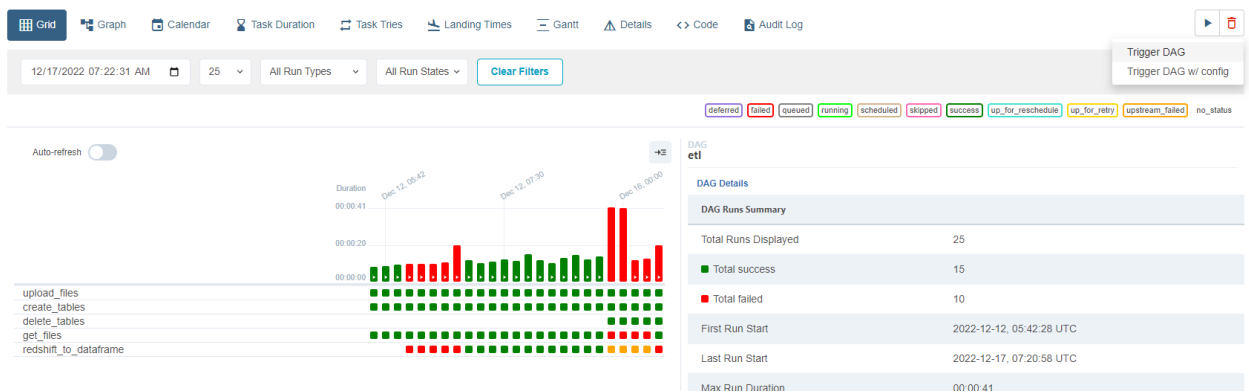 Grid Graph Calendar Task Duration Task Tries Landing Times Gantt Details <> Code Audit Log
Trigger DAG
Trigger DAG w/ config
12/17/2022 07:22:31 AM 25 All Run Types All Run States Clear Filters
deferred failed queued running scheduled skipped success up_for_reschedule up_for_retry upstream_failed no_status
Auto-refresh
Duration
Dec 12, 05:42
Dec 12, 07:30
Dec 16, 00:00
00:00:41
00:00:20
00:00:00
upload_files
create_tables
delete_tables
get_files
redshift_to_dataframe
DAG
etl
DAG Details
DAG Runs Summary
Total Runs Displayed 25
Total success 15
Total failed 10
First Run Start 2022-12-12, 05:42:28 UTC
Last Run Start 2022-12-17, 07:20:58 UTC
Max Run Duration 00:00:41